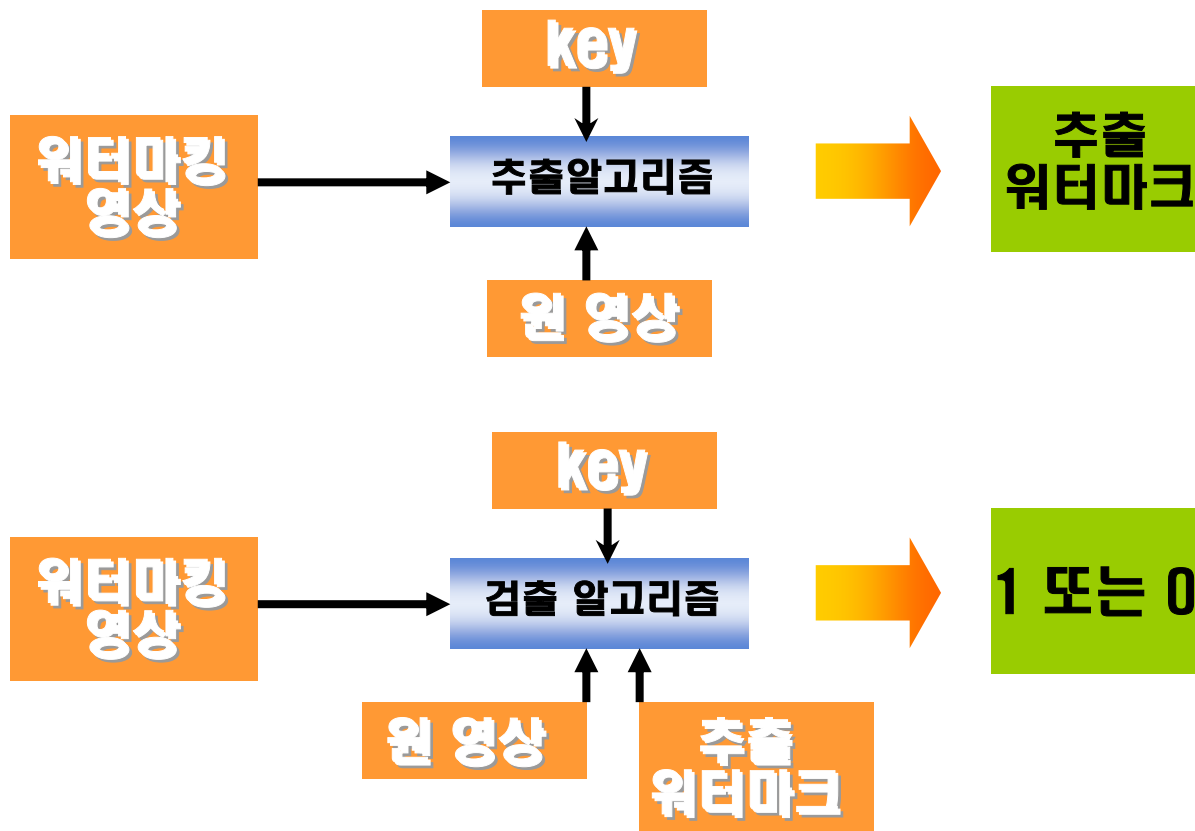 key
워터마킹
영상
추출알고리즘
추출
워터마크
원 영상
key
워터마킹
영상
검출 알고리즘
1 또는 0
원 영상
추출
워터마크